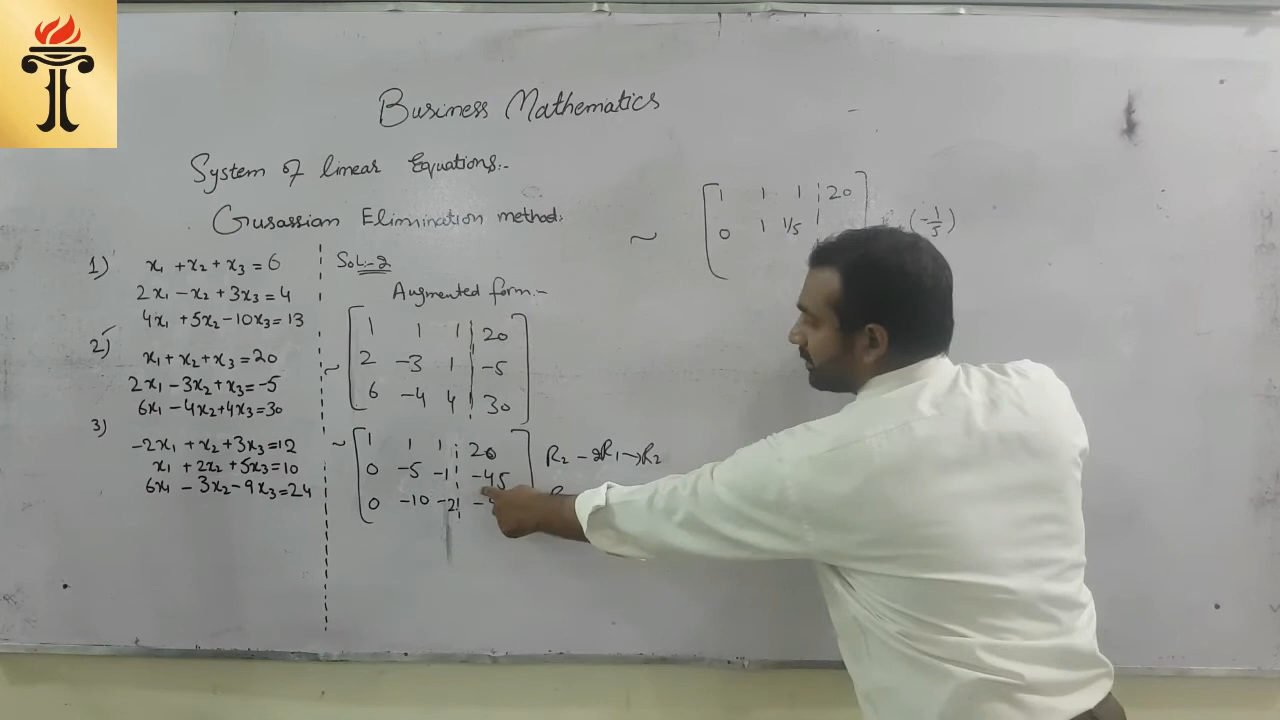 Business Mathematics
System of linear Equations:-
Gusassian Elimination method:
1) x₁ + x₂ + x₃ = 6
2x₁ - x₂ + 3x₃ = 4
4x₁ + 5x₂ - 10x₃ = 13
2) x₁ + x₂ + x₃ = 20
2x₁ - 3x₂ + x₃ = -5
6x₁ - 4x₂ + 4x₃ = 30
3) -2x₁ + x₂ + 3x₃ = 12
x₁ + 2x₂ + 5x₃ = 10
6x₁ - 3x₂ - 9x₃ = 24
Sol:-2
Augmented form:-
1 1 1 20
~ 2 -3 1 -5
6 -4 4 30
~ 1 1 1 20
0 -5 -1 -45 R₂ - 2R₁ → R₂
0 -10 -2
1 1 1 20
~ 0 1 1/5 (-1/5)